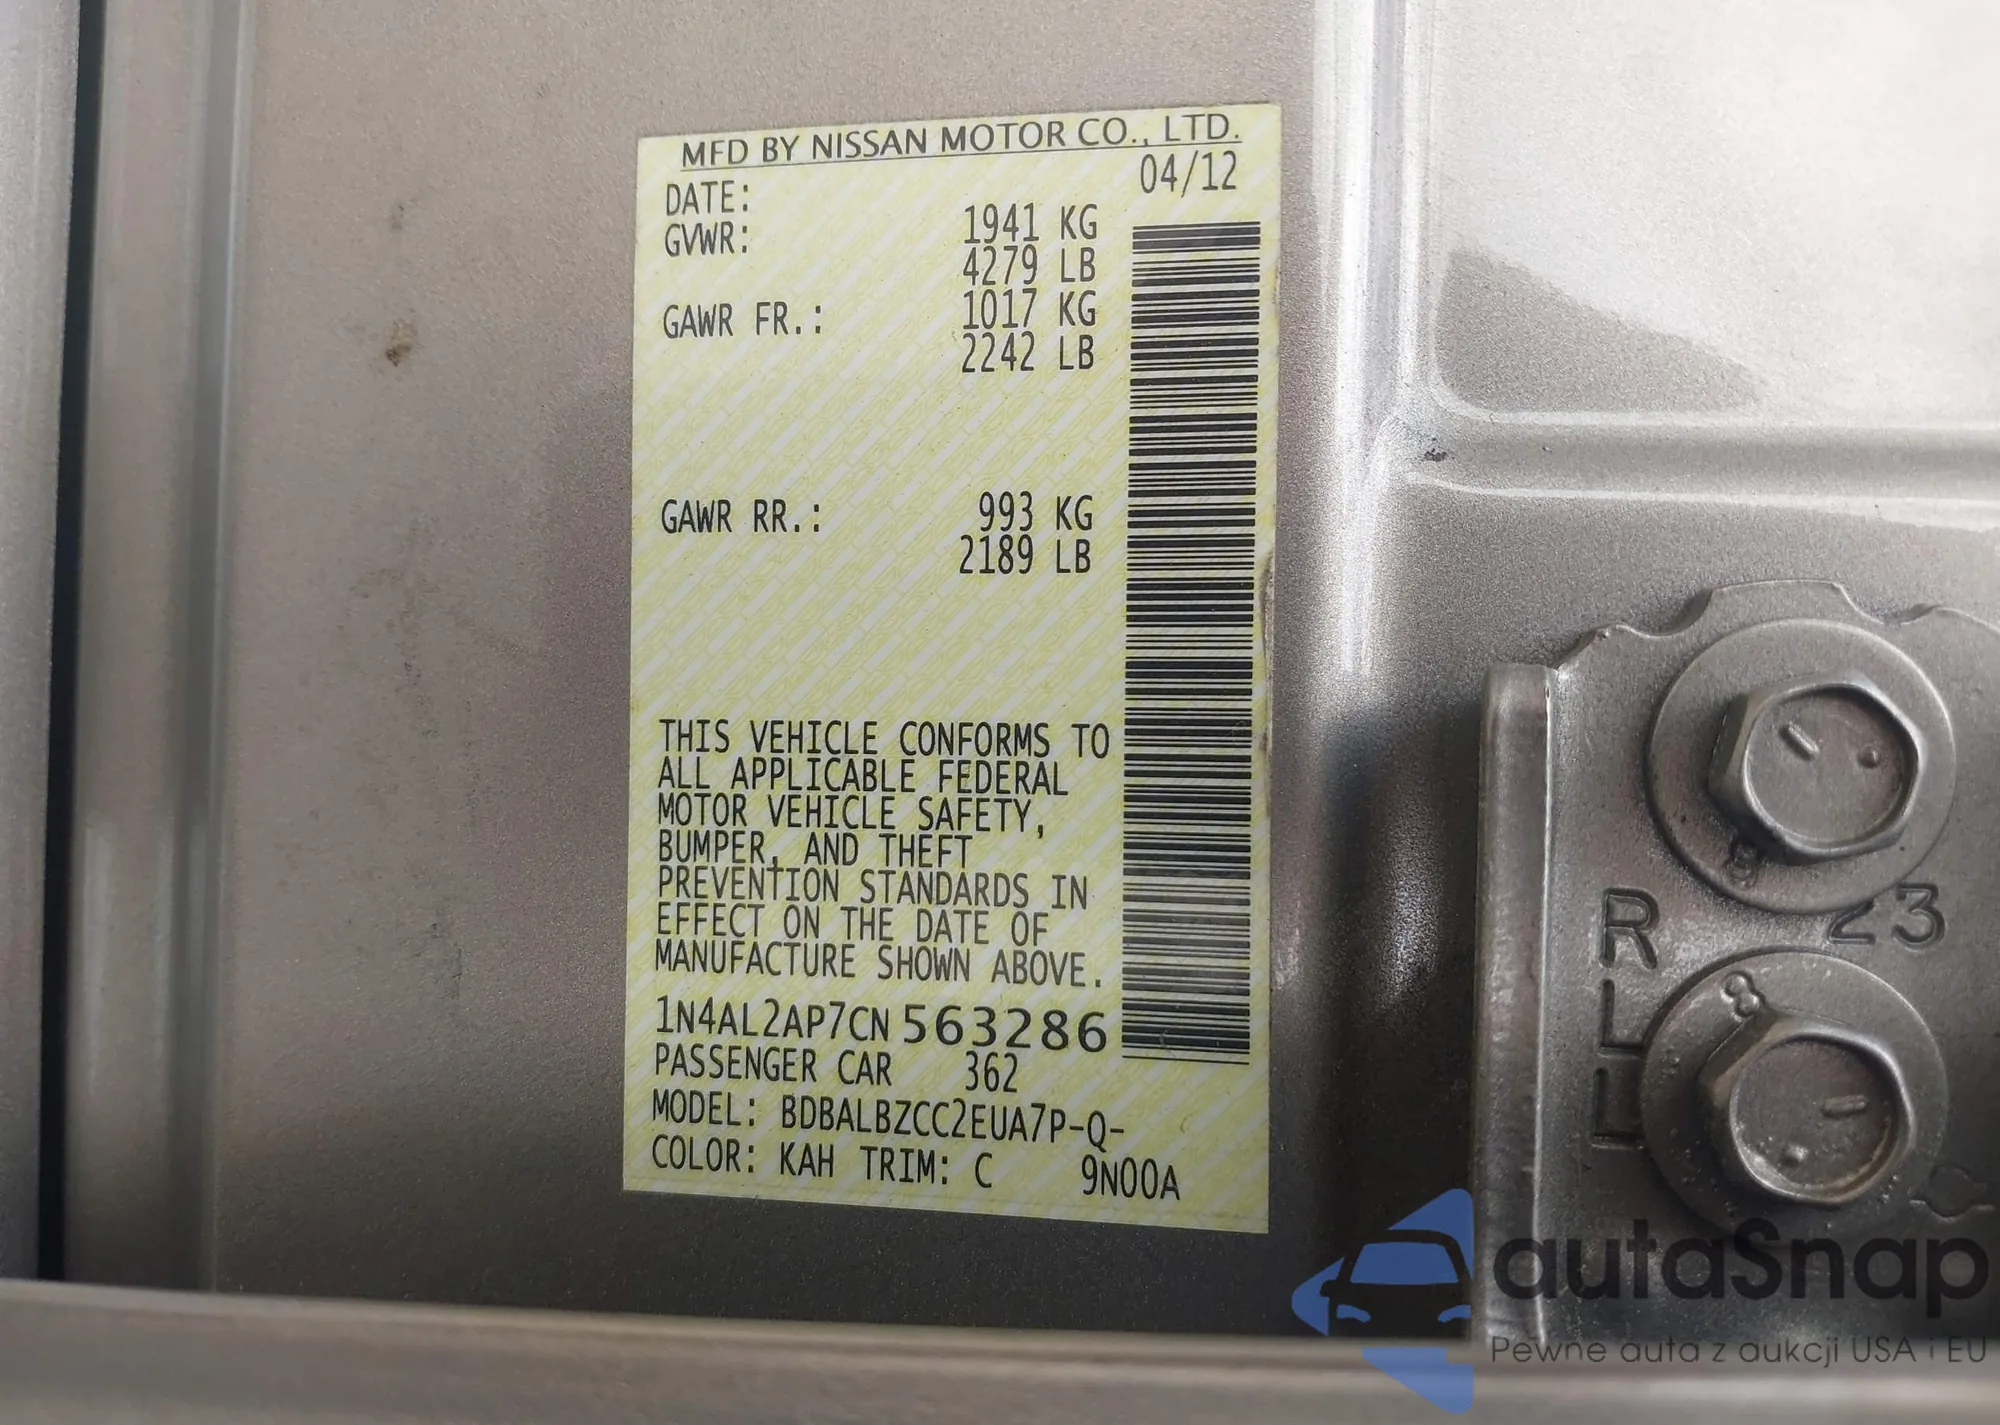 MFD BY NISSAN MOTOR CO., LTD.
DATE: 04/12
GVWR: 1941 KG
4279 LB
GAWR FR.: 1017 KG
2242 LB
GAWR RR.: 993 KG
2189 LB
THIS VEHICLE CONFORMS TO
ALL APPLICABLE FEDERAL
MOTOR VEHICLE SAFETY,
BUMPER, AND THEFT
PREVENTION STANDARDS IN
EFFECT ON THE DATE OF
MANUFACTURE SHOWN ABOVE.
1N4AL2AP7CN563286
PASSENGER CAR 362
MODEL: BDBALBZCC2EUA7P-Q-
COLOR: KAH TRIM: C 9N00A
8
R 23
8
L
L
autaSnap
Pewne auta z aukcji USA i EU